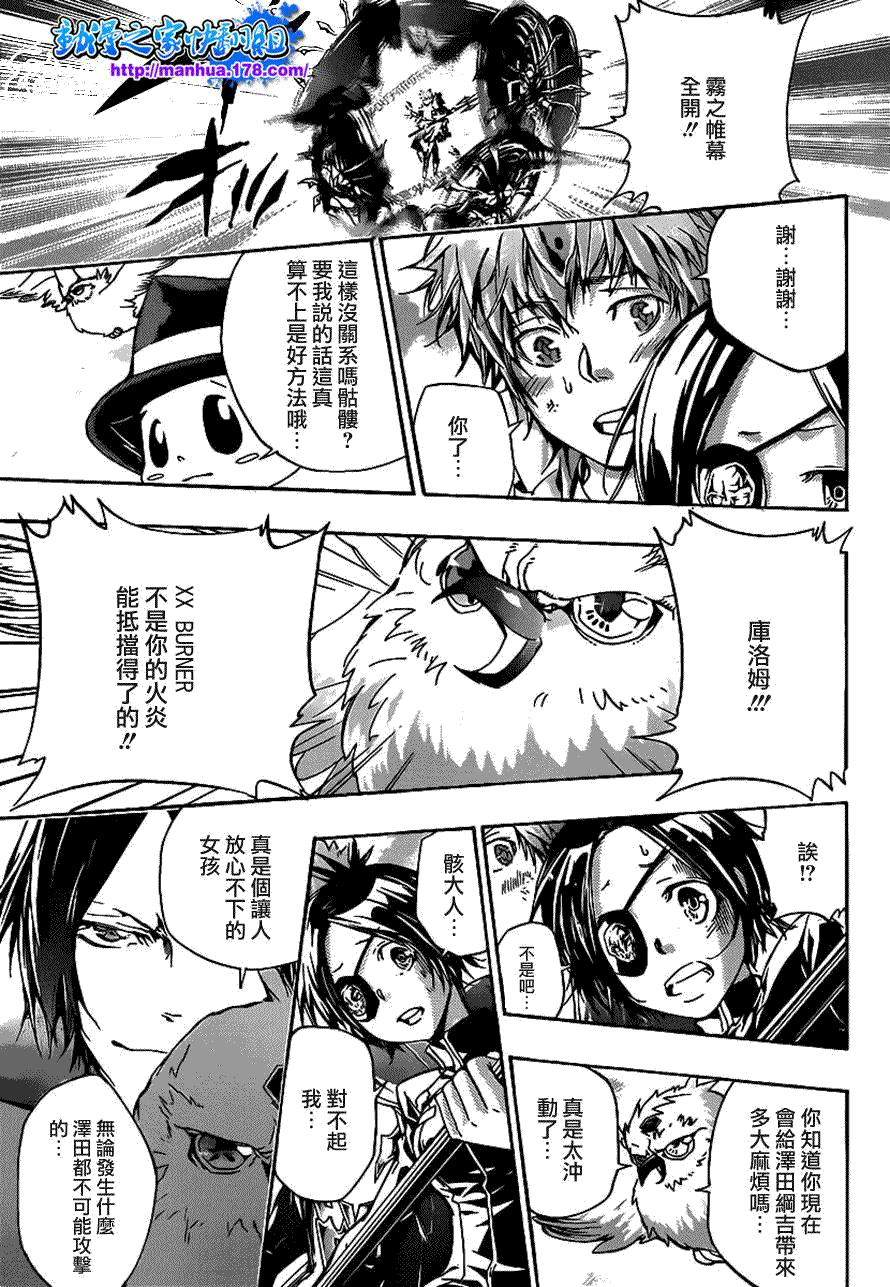 動漫之家快翻組
http://manhua.178.com/
霧之帷幕
全開!!
謝…謝謝…
你了…
這樣沒關系嗎骷髏?
要我説的話這真
算不上是好方法哦…
庫洛姆!!!
XX BURNER
不是你的火炎
能抵擋得了的!!
誒!?
不是吧…
骸大人…
真是個讓人
放心不下的
女孩
你知道你現在
會給澤田綱吉帶來
多大麻煩嗎…
真是太沖
動了…
對不起
我…
無論發生什麼
澤田都不可能攻擊
的…